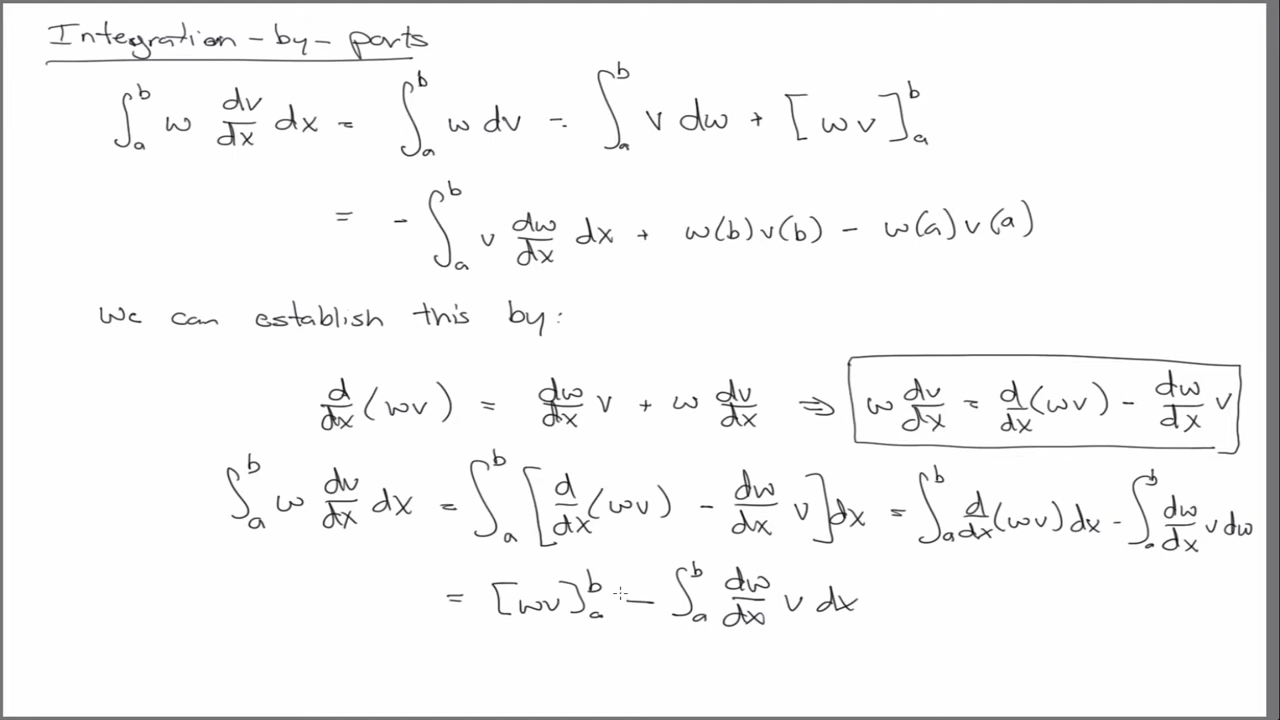 Integration-by-parts
∫_a^b w dv/dx dx = ∫_a^b w dv = - ∫_a^b v dw + [wv]_a^b
= - ∫_a^b v dw/dx dx + w(b)v(b) - w(a)v(a)
We can establish this by:
d/dx (wv) = dw/dx v + w dv/dx ⇒ w dv/dx = d/dx (wv) - dw/dx v
∫_a^b w dv/dx dx = ∫_a^b [d/dx (wv) - dw/dx v] dx = ∫_a^b d/dx (wv) dx - ∫_a^b dw/dx v dw
= [wv]_a^b - ∫_a^b dw/dx v dx